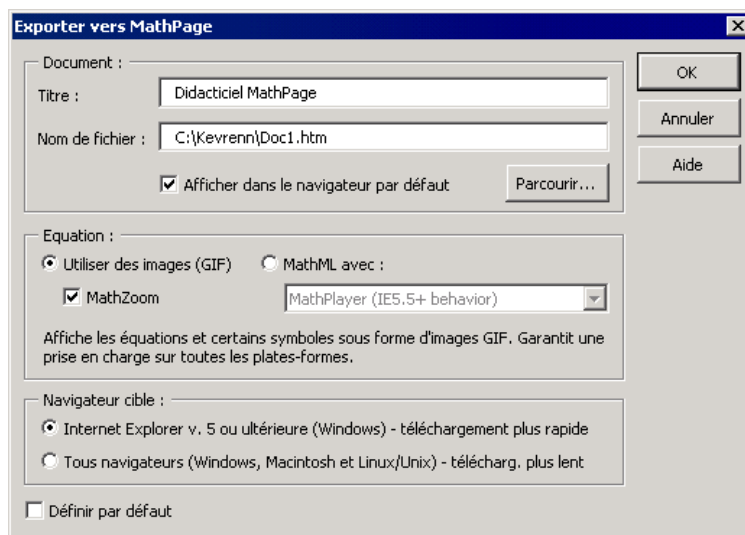 Exporter vers MathPage
Document :
Titre :
Didacticiel MathPage
Nom de fichier :
C:\Kevrenn\Doc1.htm
Afficher dans le navigateur par défaut
Parcourir...
OK
Annuler
Aide
Equation :
Utiliser des images (GIF)
MathML avec :
MathZoom
MathPlayer (IE5.5+ behavior)
Affiche les équations et certains symboles sous forme d'images GIF. Garantit une
prise en charge sur toutes les plates-formes.
Navigateur cible :
Internet Explorer v. 5 ou ultérieure (Windows) - téléchargement plus rapide
Tous navigateurs (Windows, Macintosh et Linux/Unix) - télécharg. plus lent
Définir par défaut